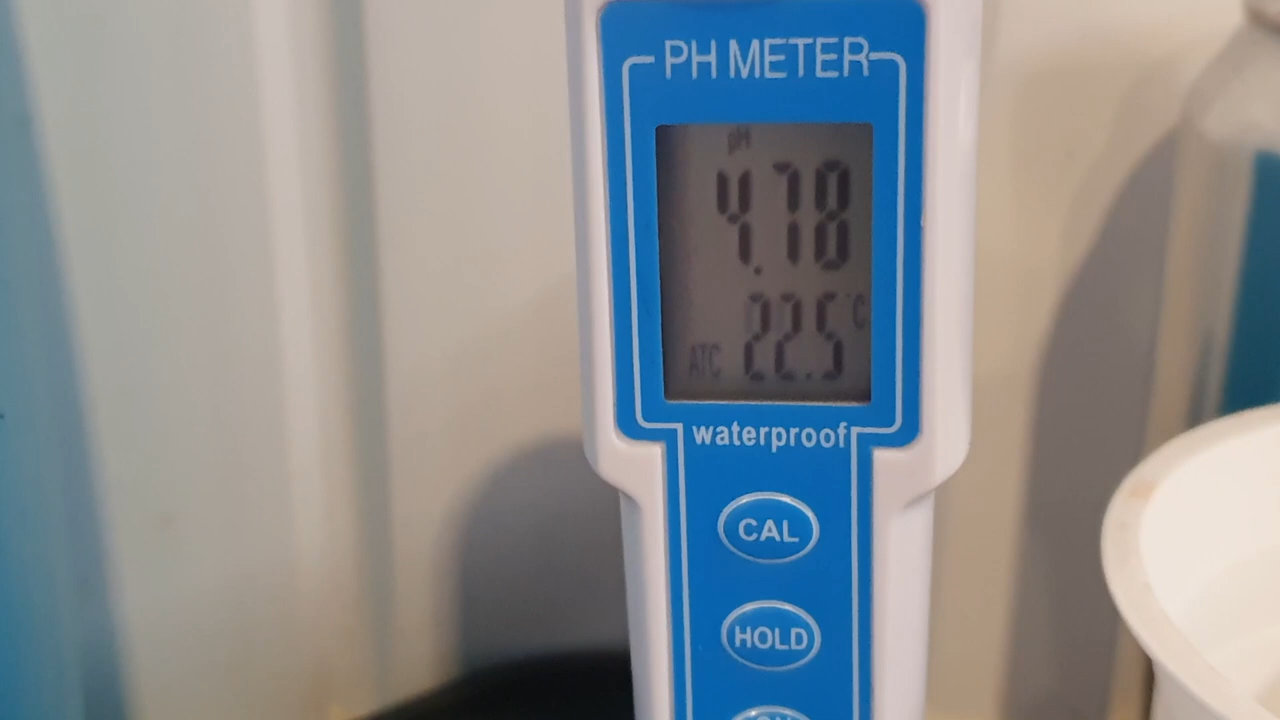 PH METER
pH
4.78
22.5 °C
ATC
waterproof
CAL
HOLD